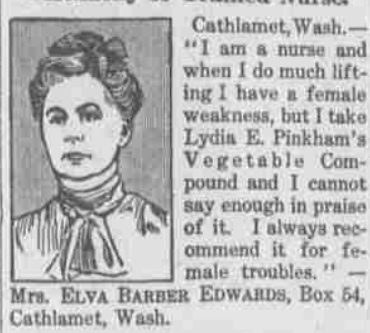 Trained Nurse.
Cathlamet, Wash.—
"I am a nurse and
when I do much lift-
ing I have a female
weakness, but I take
Lydia E. Pinkham's
Vegetable Com-
pound and I cannot
say enough in praise
of it. I always rec-
ommend it for fe-
male troubles." —
Mrs. ELVA BARBER EDWARDS, Box 54,
Cathlamet, Wash.